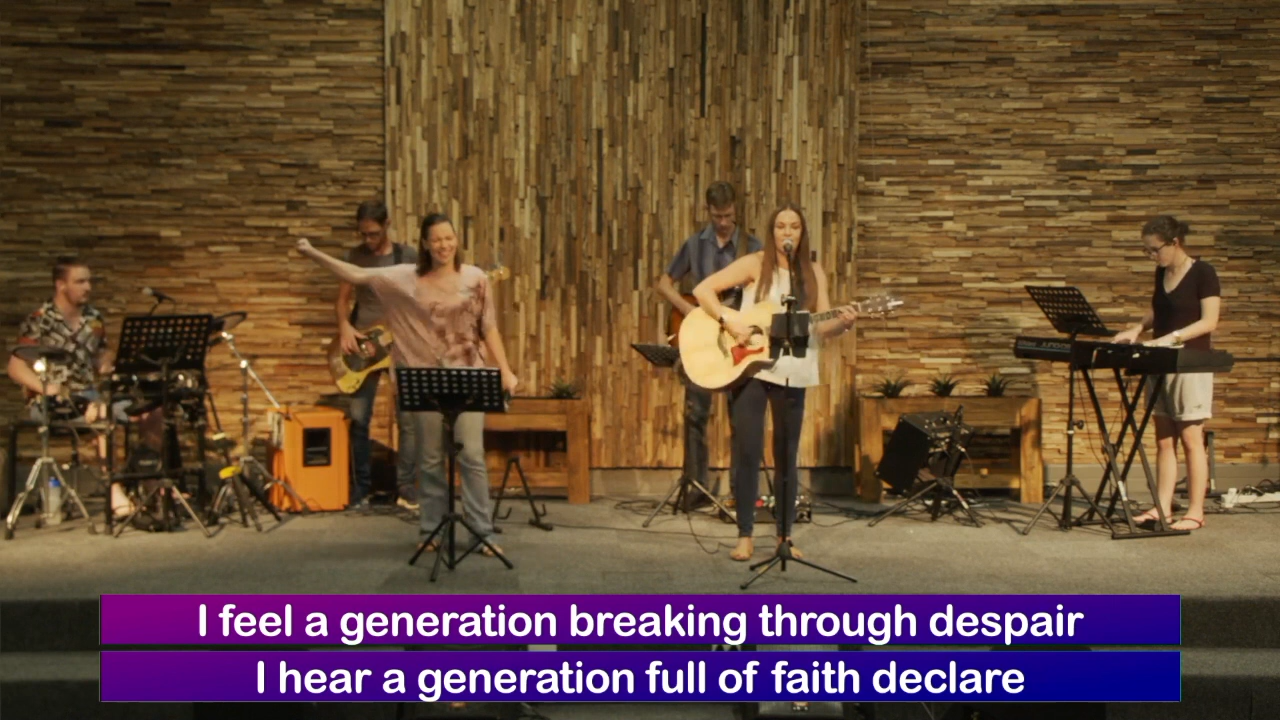 I feel a generation breaking through despair
I hear a generation full of faith declare